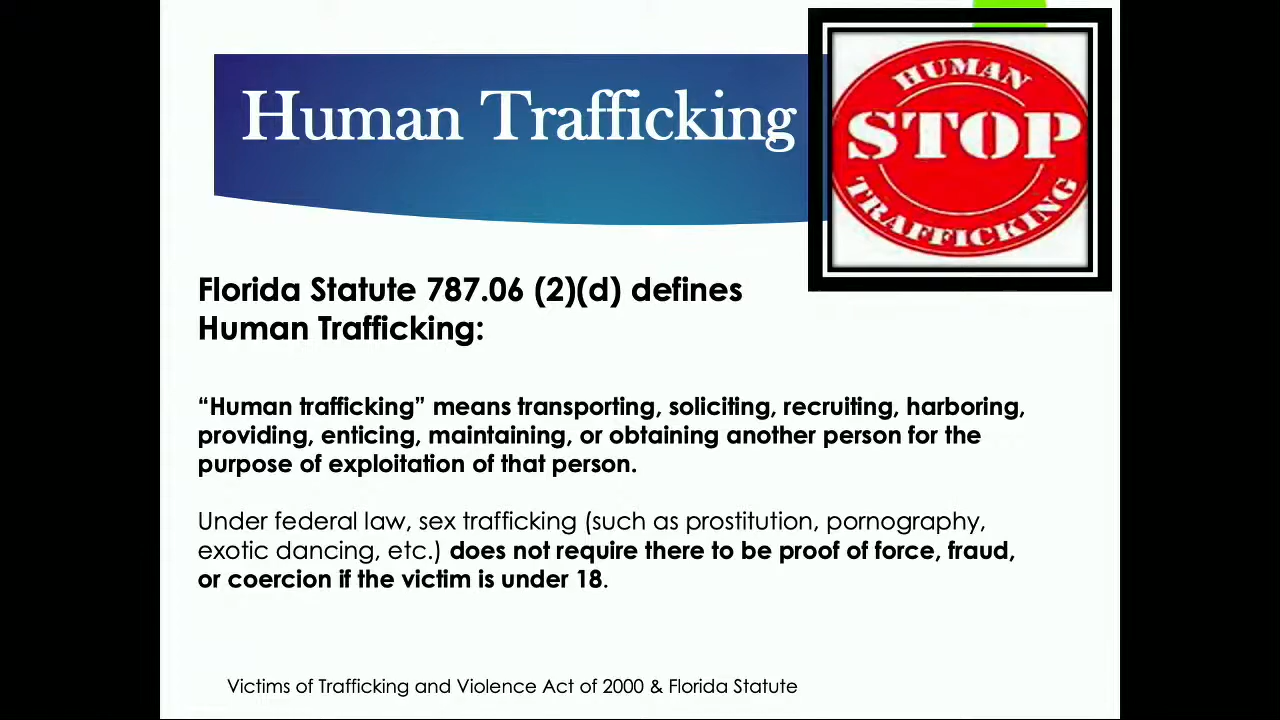 Human Trafficking
HUMAN
STOP
TRAFFICKING
Florida Statute 787.06 (2)(d) defines
Human Trafficking:
“Human trafficking” means transporting, soliciting, recruiting, harboring,
providing, enticing, maintaining, or obtaining another person for the
purpose of exploitation of that person.
Under federal law, sex trafficking (such as prostitution, pornography,
exotic dancing, etc.) does not require there to be proof of force, fraud,
or coercion if the victim is under 18.
Victims of Trafficking and Violence Act of 2000 & Florida Statute